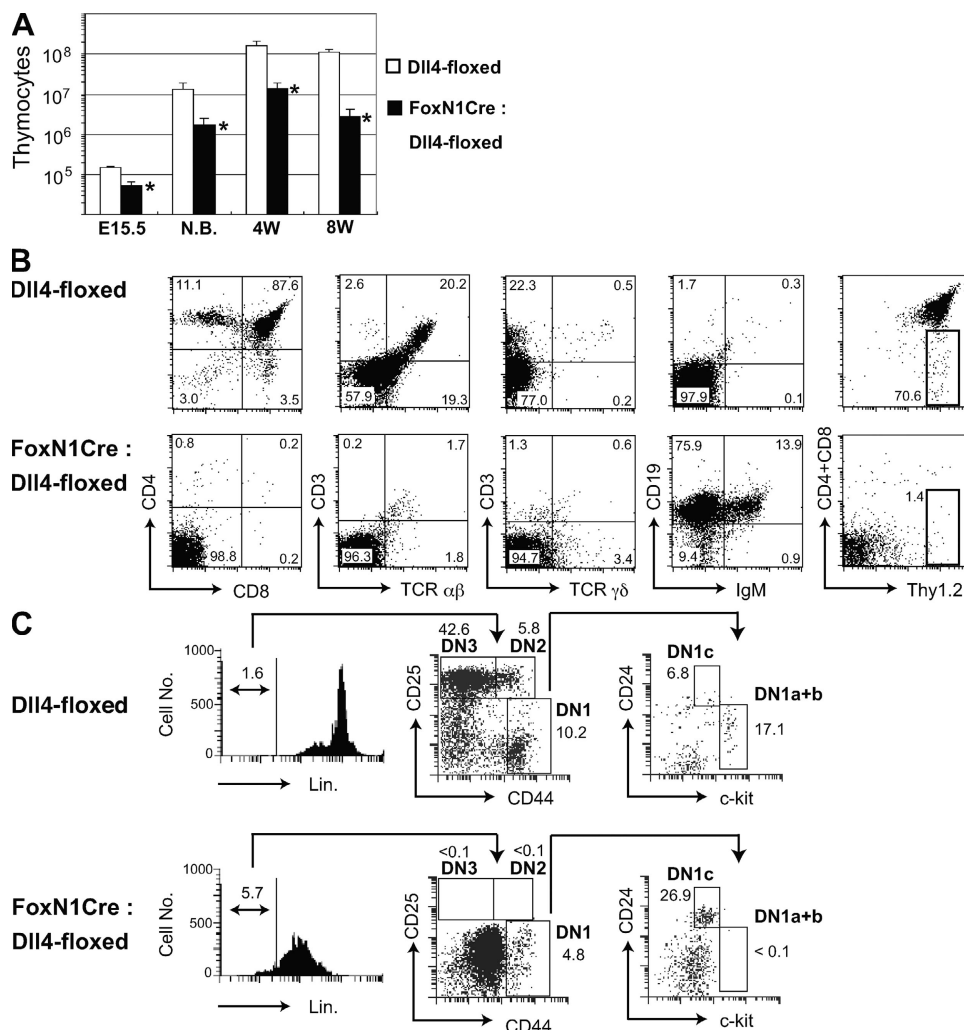 A
Thymocytes
10^8
10^7
10^6
10^5
*
*
*
*
E15.5 N.B. 4W 8W
Dll4-floxed
FoxN1Cre :
Dll4-floxed
B
Dll4-floxed
11.1 87.6
3.0 3.5
2.6 20.2
57.9 19.3
22.3 0.5
77.0 0.2
1.7 0.3
97.9 0.1
70.6
FoxN1Cre :
Dll4-floxed
CD4
0.8 0.2
98.8 0.2
CD8
CD3
0.2 1.7
96.3 1.8
TCR αβ
CD3
1.3 0.6
94.7 3.4
TCR γδ
CD19
75.9 13.9
9.4 0.9
IgM
CD4+CD8
1.4
Thy1.2
C
Dll4-floxed
Cell No.
1000
500
0
1.6
Lin.
42.6 5.8
DN3 DN2
CD25
DN1
10.2
CD44
DN1c
6.8
CD24
DN1a+b
17.1
c-kit
FoxN1Cre :
Dll4-floxed
Cell No.
1000
500
0
5.7
Lin.
<0.1 <0.1
DN3 DN2
CD25
DN1
4.8
CD44
DN1c
26.9
CD24
DN1a+b
< 0.1
c-kit